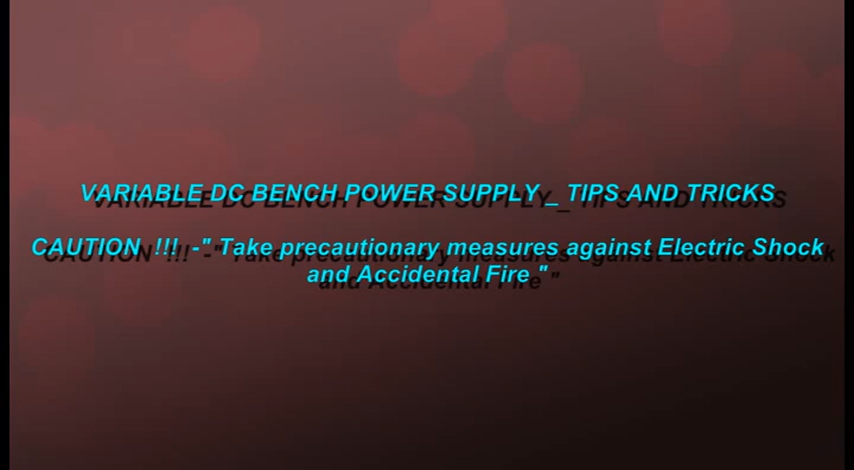 VARIABLE DC BENCH POWER SUPPLY _ TIPS AND TRICKS
CAUTION !!! -" Take precautionary measures against Electric Shock
and Accidental Fire "